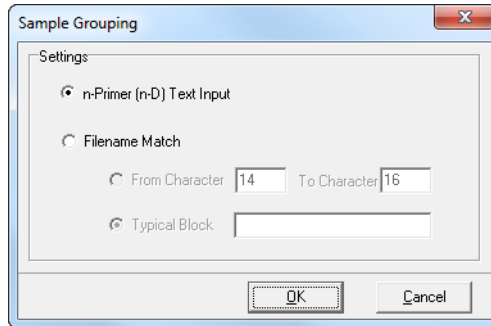 Sample Grouping
x
Settings
n-Primer (n-D) Text Input
Filename Match
From Character 14 To Character 16
Typical Block
OK Cancel